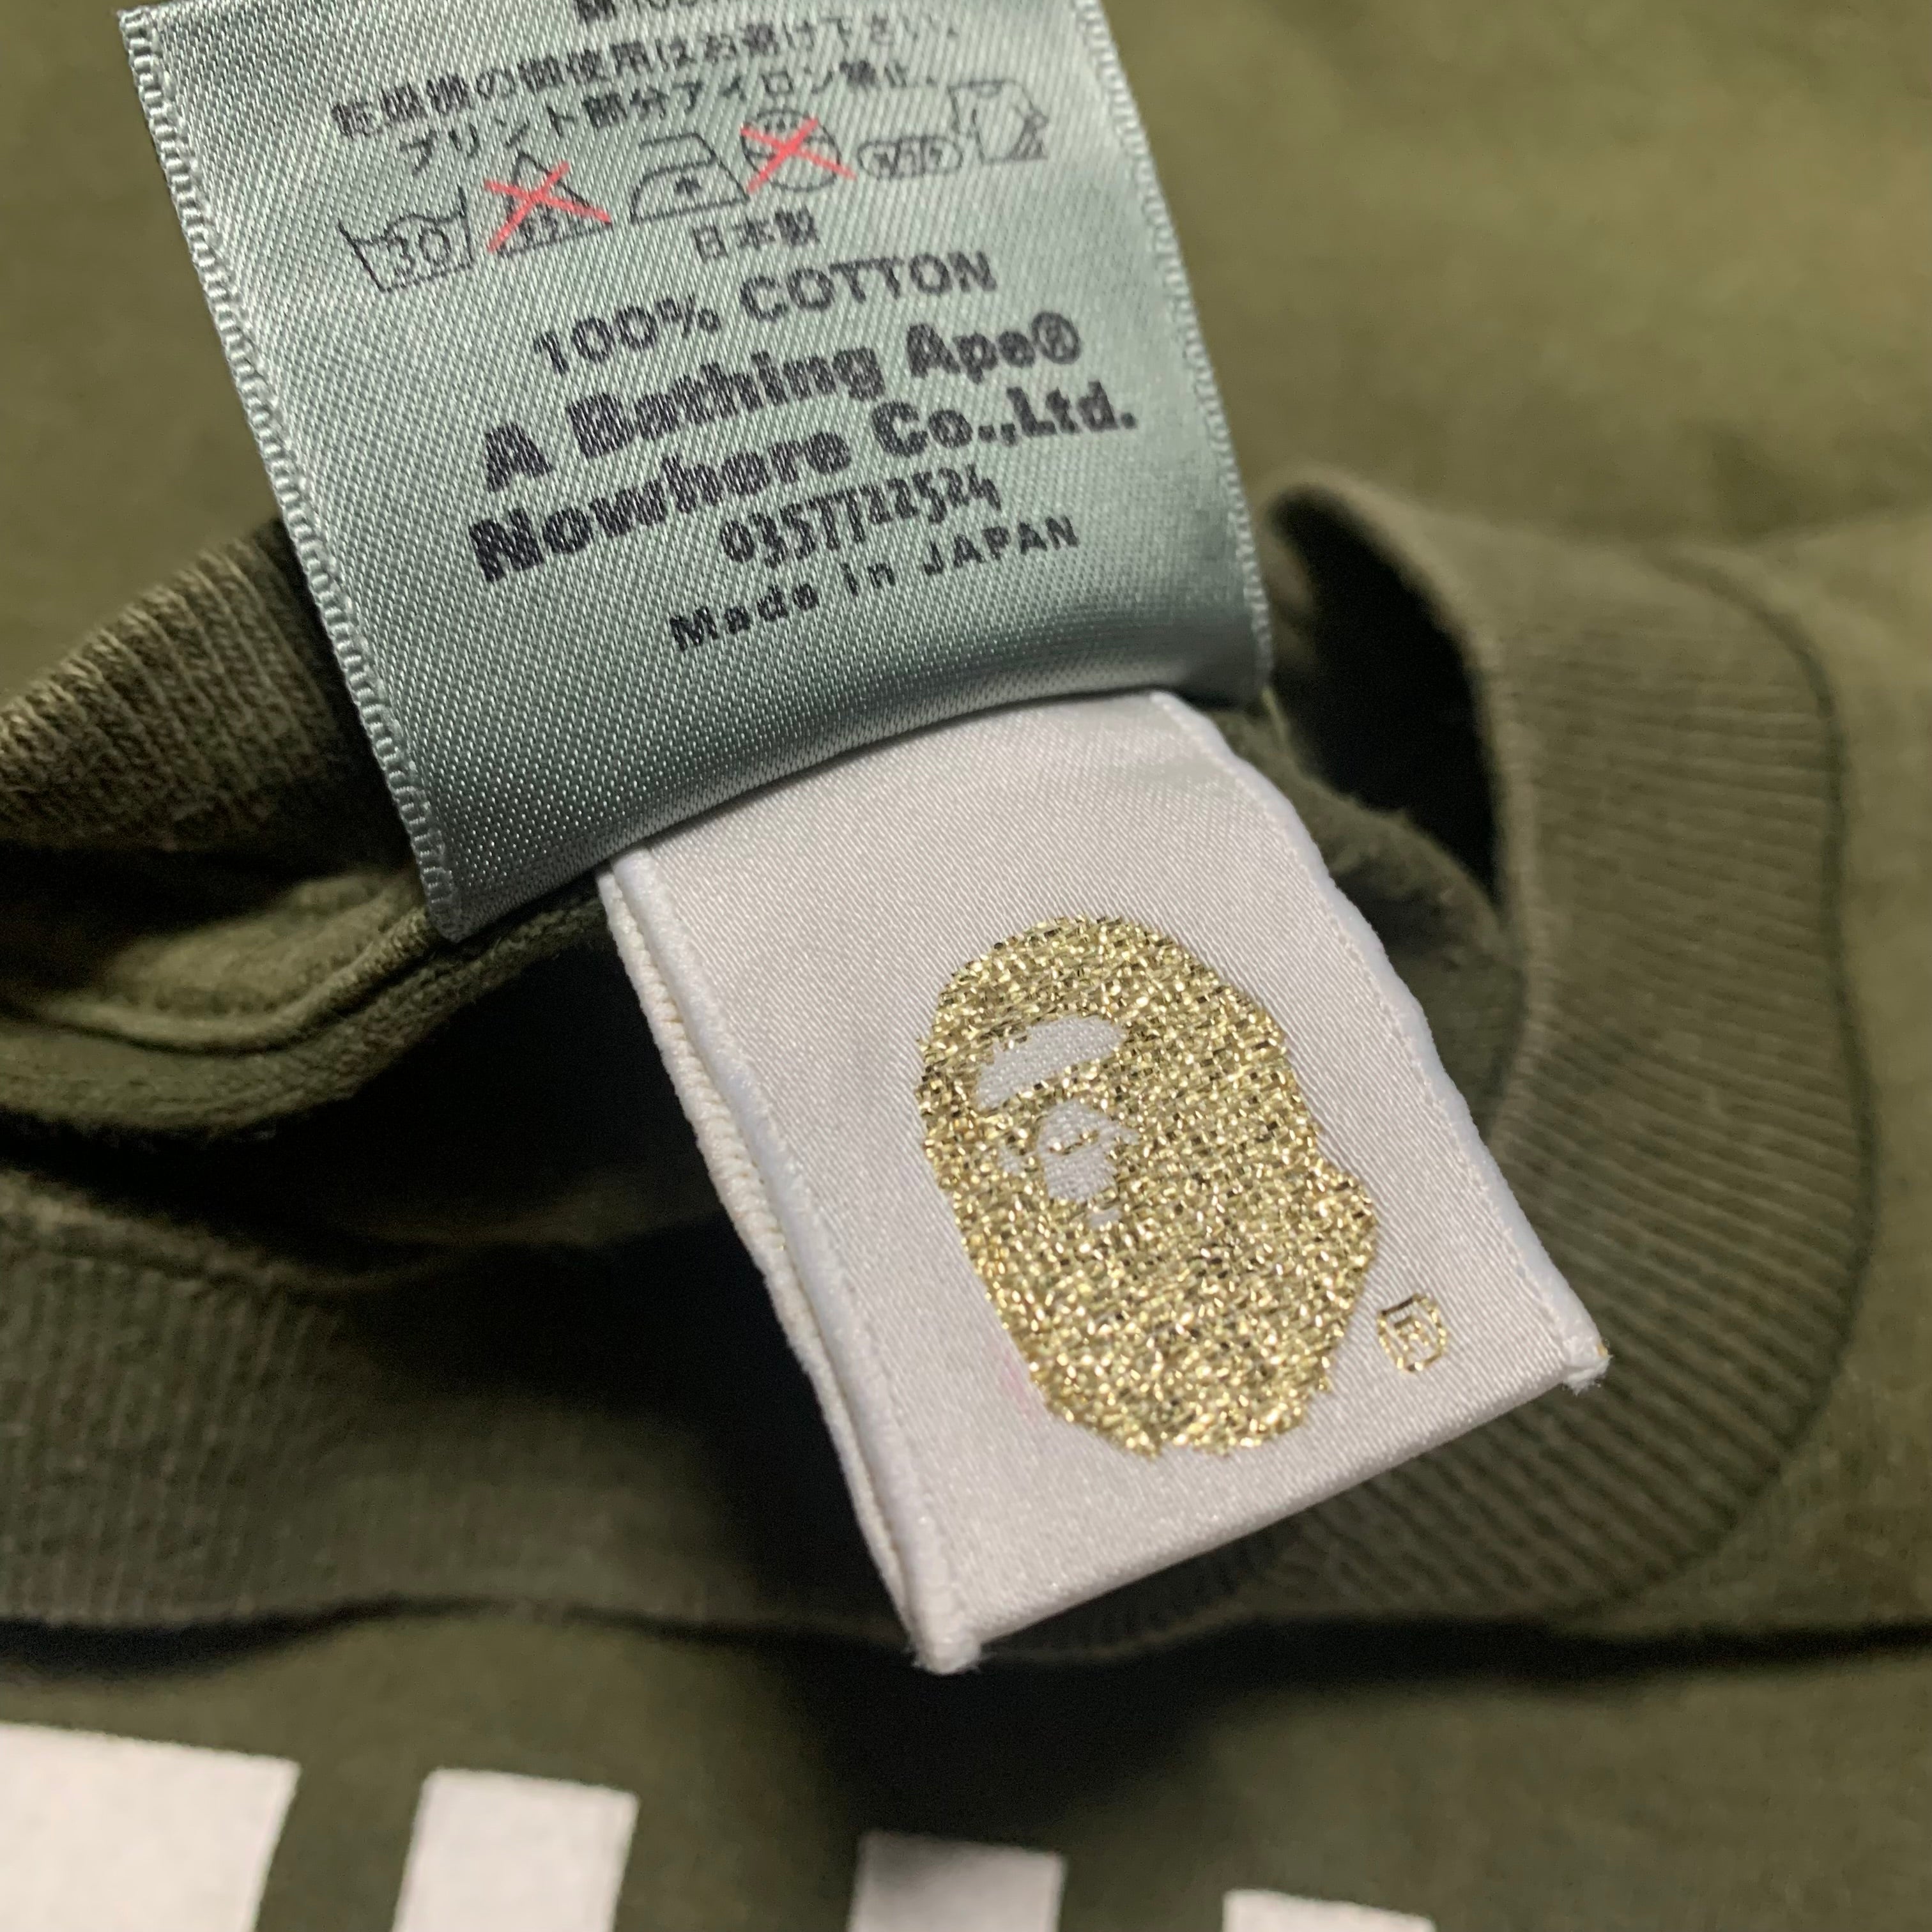 乾燥機の御使用はお避け下さい。
プリント部分アイロン禁止。
30
日本製
100% COTTON
A Bathing Ape®
Nowhere Co.,Ltd.
0357722524
Made in JAPAN
®